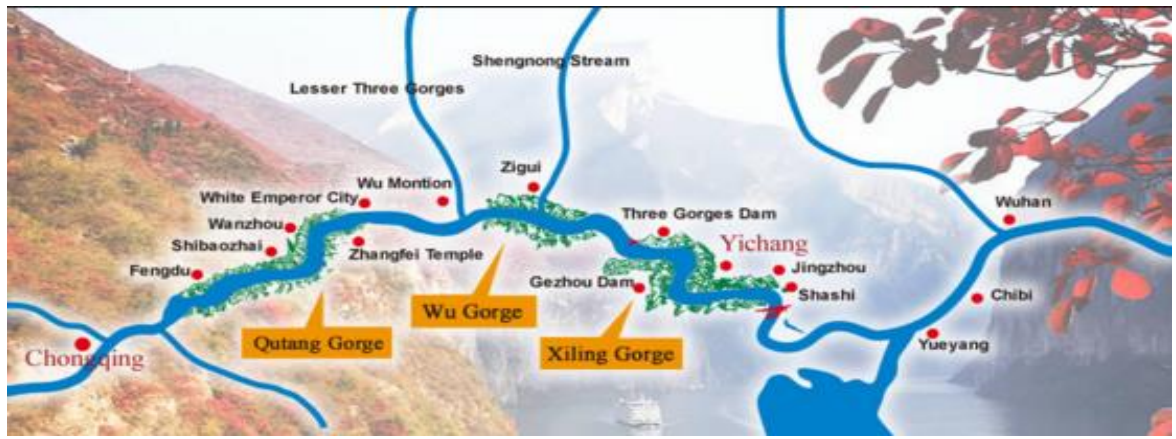 Shengnong Stream
Lesser Three Gorges
Zigui
Wu Montion
White Emperor City
Wanzhou
Shibaozhai
Fengdu
Zhangfei Temple
Three Gorges Dam
Yichang
Wuhan
Jingzhou
Gezhou Dam
Shashi
Chibi
Wu Gorge
Qutang Gorge
Xiling Gorge
Yueyang
Chongqing